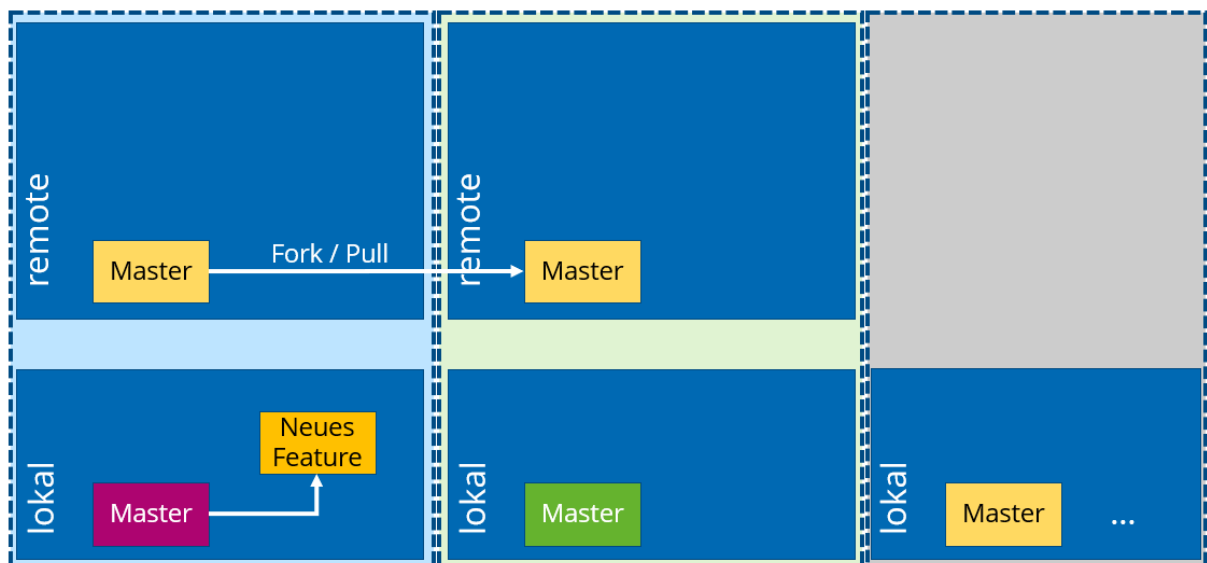 remote
Master
Fork / Pull
remote
Master
lokal
Neues
Feature
Master
lokal
Master
lokal
Master
...